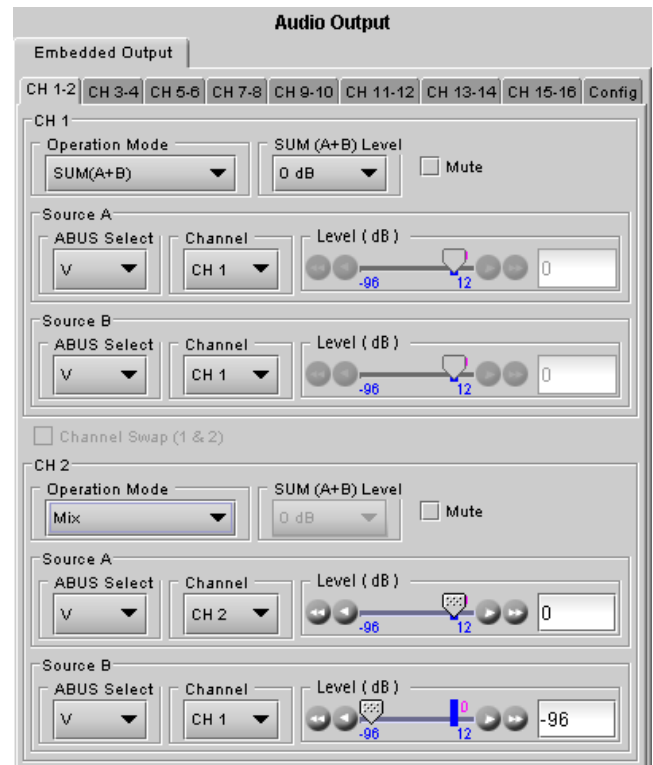 Audio Output
Embedded Output
CH 1-2 CH 3-4 CH 5-6 CH 7-8 CH 9-10 CH 11-12 CH 13-14 CH 15-16 Config
CH 1
Operation Mode SUM (A+B) Level
SUM(A+B) 0 dB Mute
Source A
ABUS Select Channel Level ( dB )
V CH 1 0
-96 12
Source B
ABUS Select Channel Level ( dB )
V CH 1 0
-96 12
Channel Swap (1 & 2)
CH 2
Operation Mode SUM (A+B) Level
Mix 0 dB Mute
Source A
ABUS Select Channel Level ( dB )
V CH 2 0
-96 12
Source B
ABUS Select Channel Level ( dB )
V CH 1 0 -96
-96 12